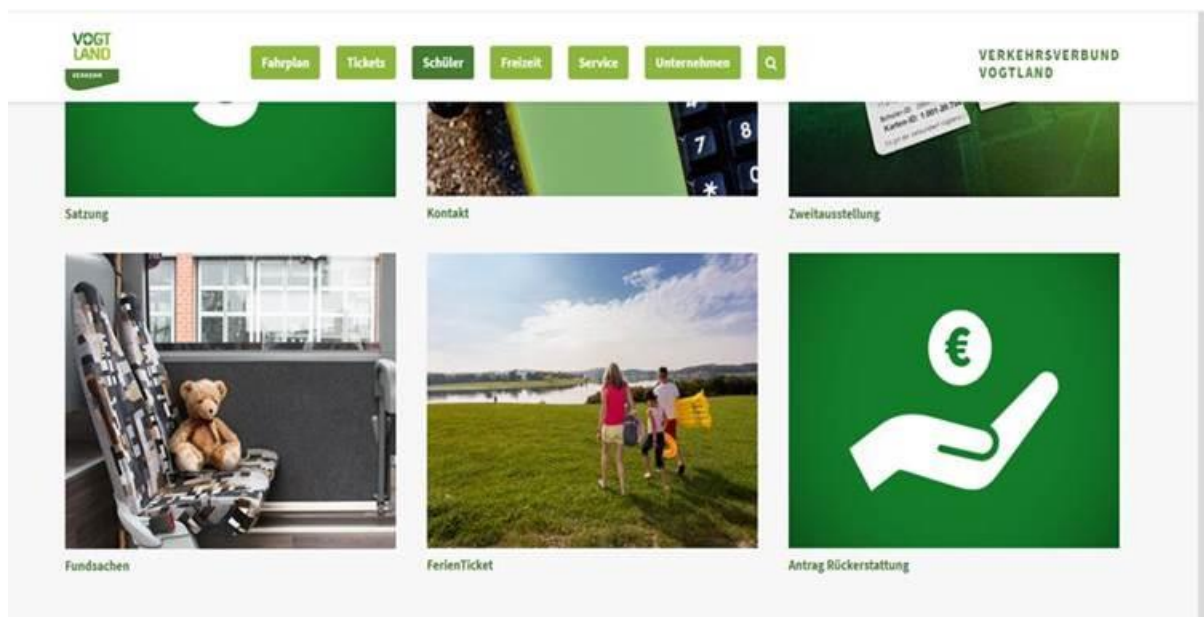 VOGT
LAND
VERKEHR
Fahrplan
Tickets
Schüler
Freizeit
Service
Unternehmen
VERKEHRSVERBUND
VOGTLAND
7 8
*
Satzung
Kontakt
Zweitausstellung
€
Fundsachen
FerienTicket
Antrag Rückerstattung